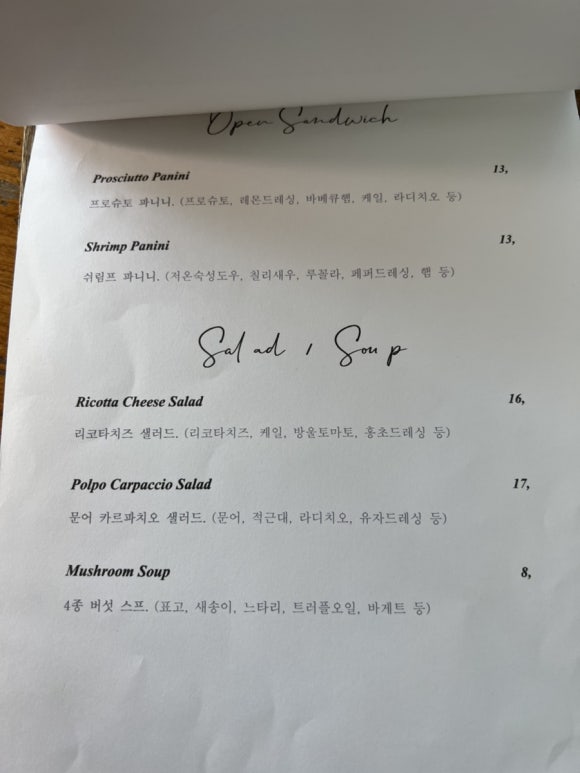 Open Sandwich
Prosciutto Panini 13,
프로슈토 파니니. (프로슈토, 레몬드레싱, 바베큐햄, 케일, 라디치오 등)
Shrimp Panini 13,
쉬림프 파니니. (저온숙성도우, 칠리새우, 루꼴라, 페퍼드레싱, 햄 등)
Salad / Soup
Ricotta Cheese Salad 16,
리코타치즈 샐러드. (리코타치즈, 케일, 방울토마토, 홍초드레싱 등)
Polpo Carpaccio Salad 17,
문어 카르파치오 샐러드. (문어, 적근대, 라디치오, 유자드레싱 등)
Mushroom Soup 8,
4종 버섯 스프. (표고, 새송이, 느타리, 트러플오일, 바게트 등)